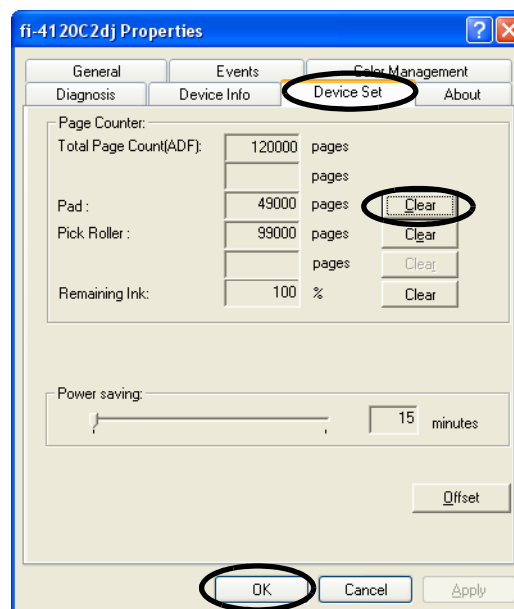 fi-4120C2dj Properties
General Events Color Management
Diagnosis Device Info Device Set About
Page Counter:
Total Page Count(ADF): 120000 pages
pages
Pad : 49000 pages Clear
Pick Roller : 99000 pages Clear
pages Clear
Remaining Ink: 100 % Clear
Power saving:
15 minutes
Offset
OK Cancel Apply